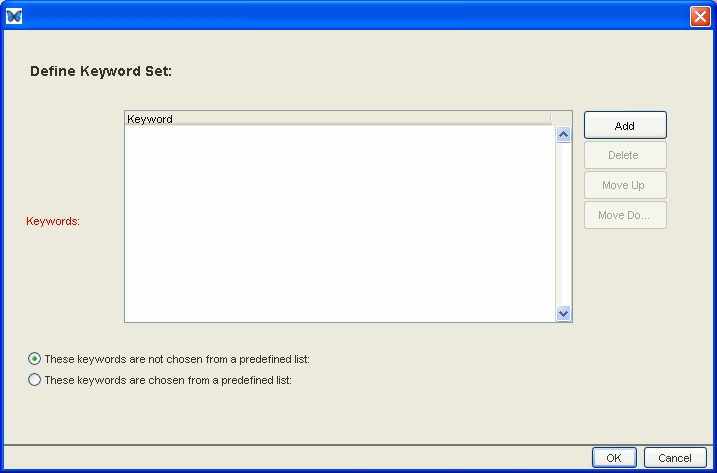 Define Keyword Set:
Keyword
Add
Delete
Move Up
Move Do...
Keywords:
These keywords are not chosen from a predefined list:
These keywords are chosen from a predefined list:
OK
Cancel